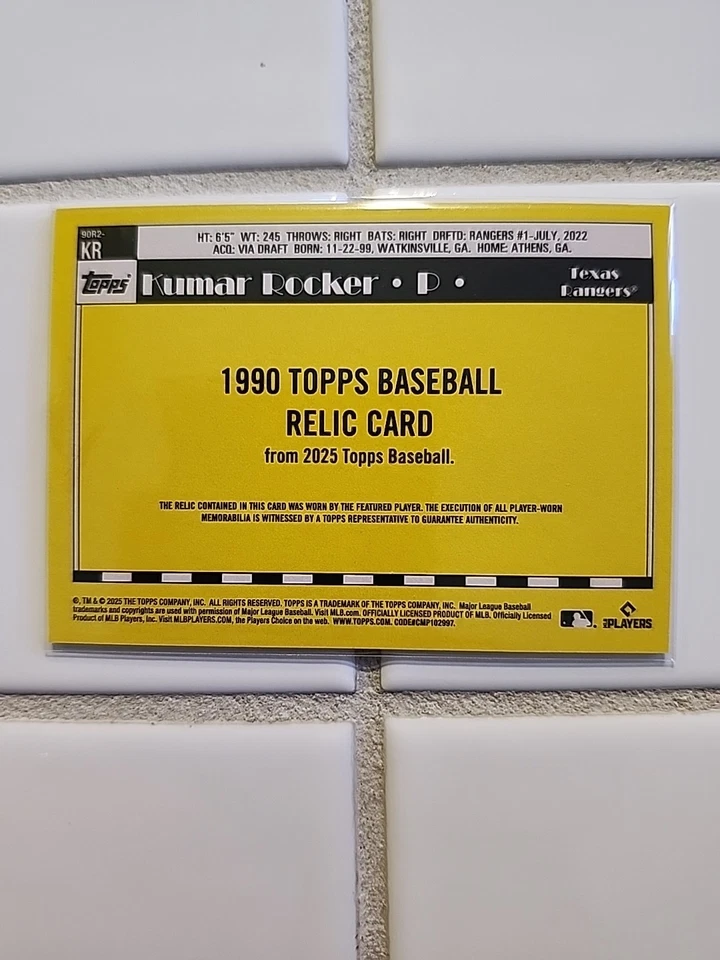 90R2-
KR
HT: 6'5" WT: 245 THROWS: RIGHT BATS: RIGHT DRFTD: RANGERS #1-JULY, 2022
ACQ: VIA DRAFT BORN: 11-22-99, WATKINSVILLE, GA. HOME: ATHENS, GA.
Topps Kumar Rocker • P •
Texas
Rangers®
1990 TOPPS BASEBALL
RELIC CARD
from 2025 Topps Baseball.
THE RELIC CONTAINED IN THIS CARD WAS WORN BY THE FEATURED PLAYER. THE EXECUTION OF ALL PLAYER-WORN
MEMORABILIA IS WITNESSED BY A TOPPS REPRESENTATIVE TO GUARANTEE AUTHENTICITY.
®, TM & © 2025 THE TOPPS COMPANY, INC. ALL RIGHTS RESERVED. TOPPS IS A TRADEMARK OF THE TOPPS COMPANY, INC. Major League Baseball
trademarks and copyrights are used with permission of Major League Baseball. Visit MLB.com. OFFICIALLY LICENSED PRODUCT OF MLB. Officially Licensed
Product of MLB Players, Inc. Visit MLBPLAYERS.COM, the Players Choice on the web. WWW.TOPPS.COM. CODE#CMP102997.
PLAYERS